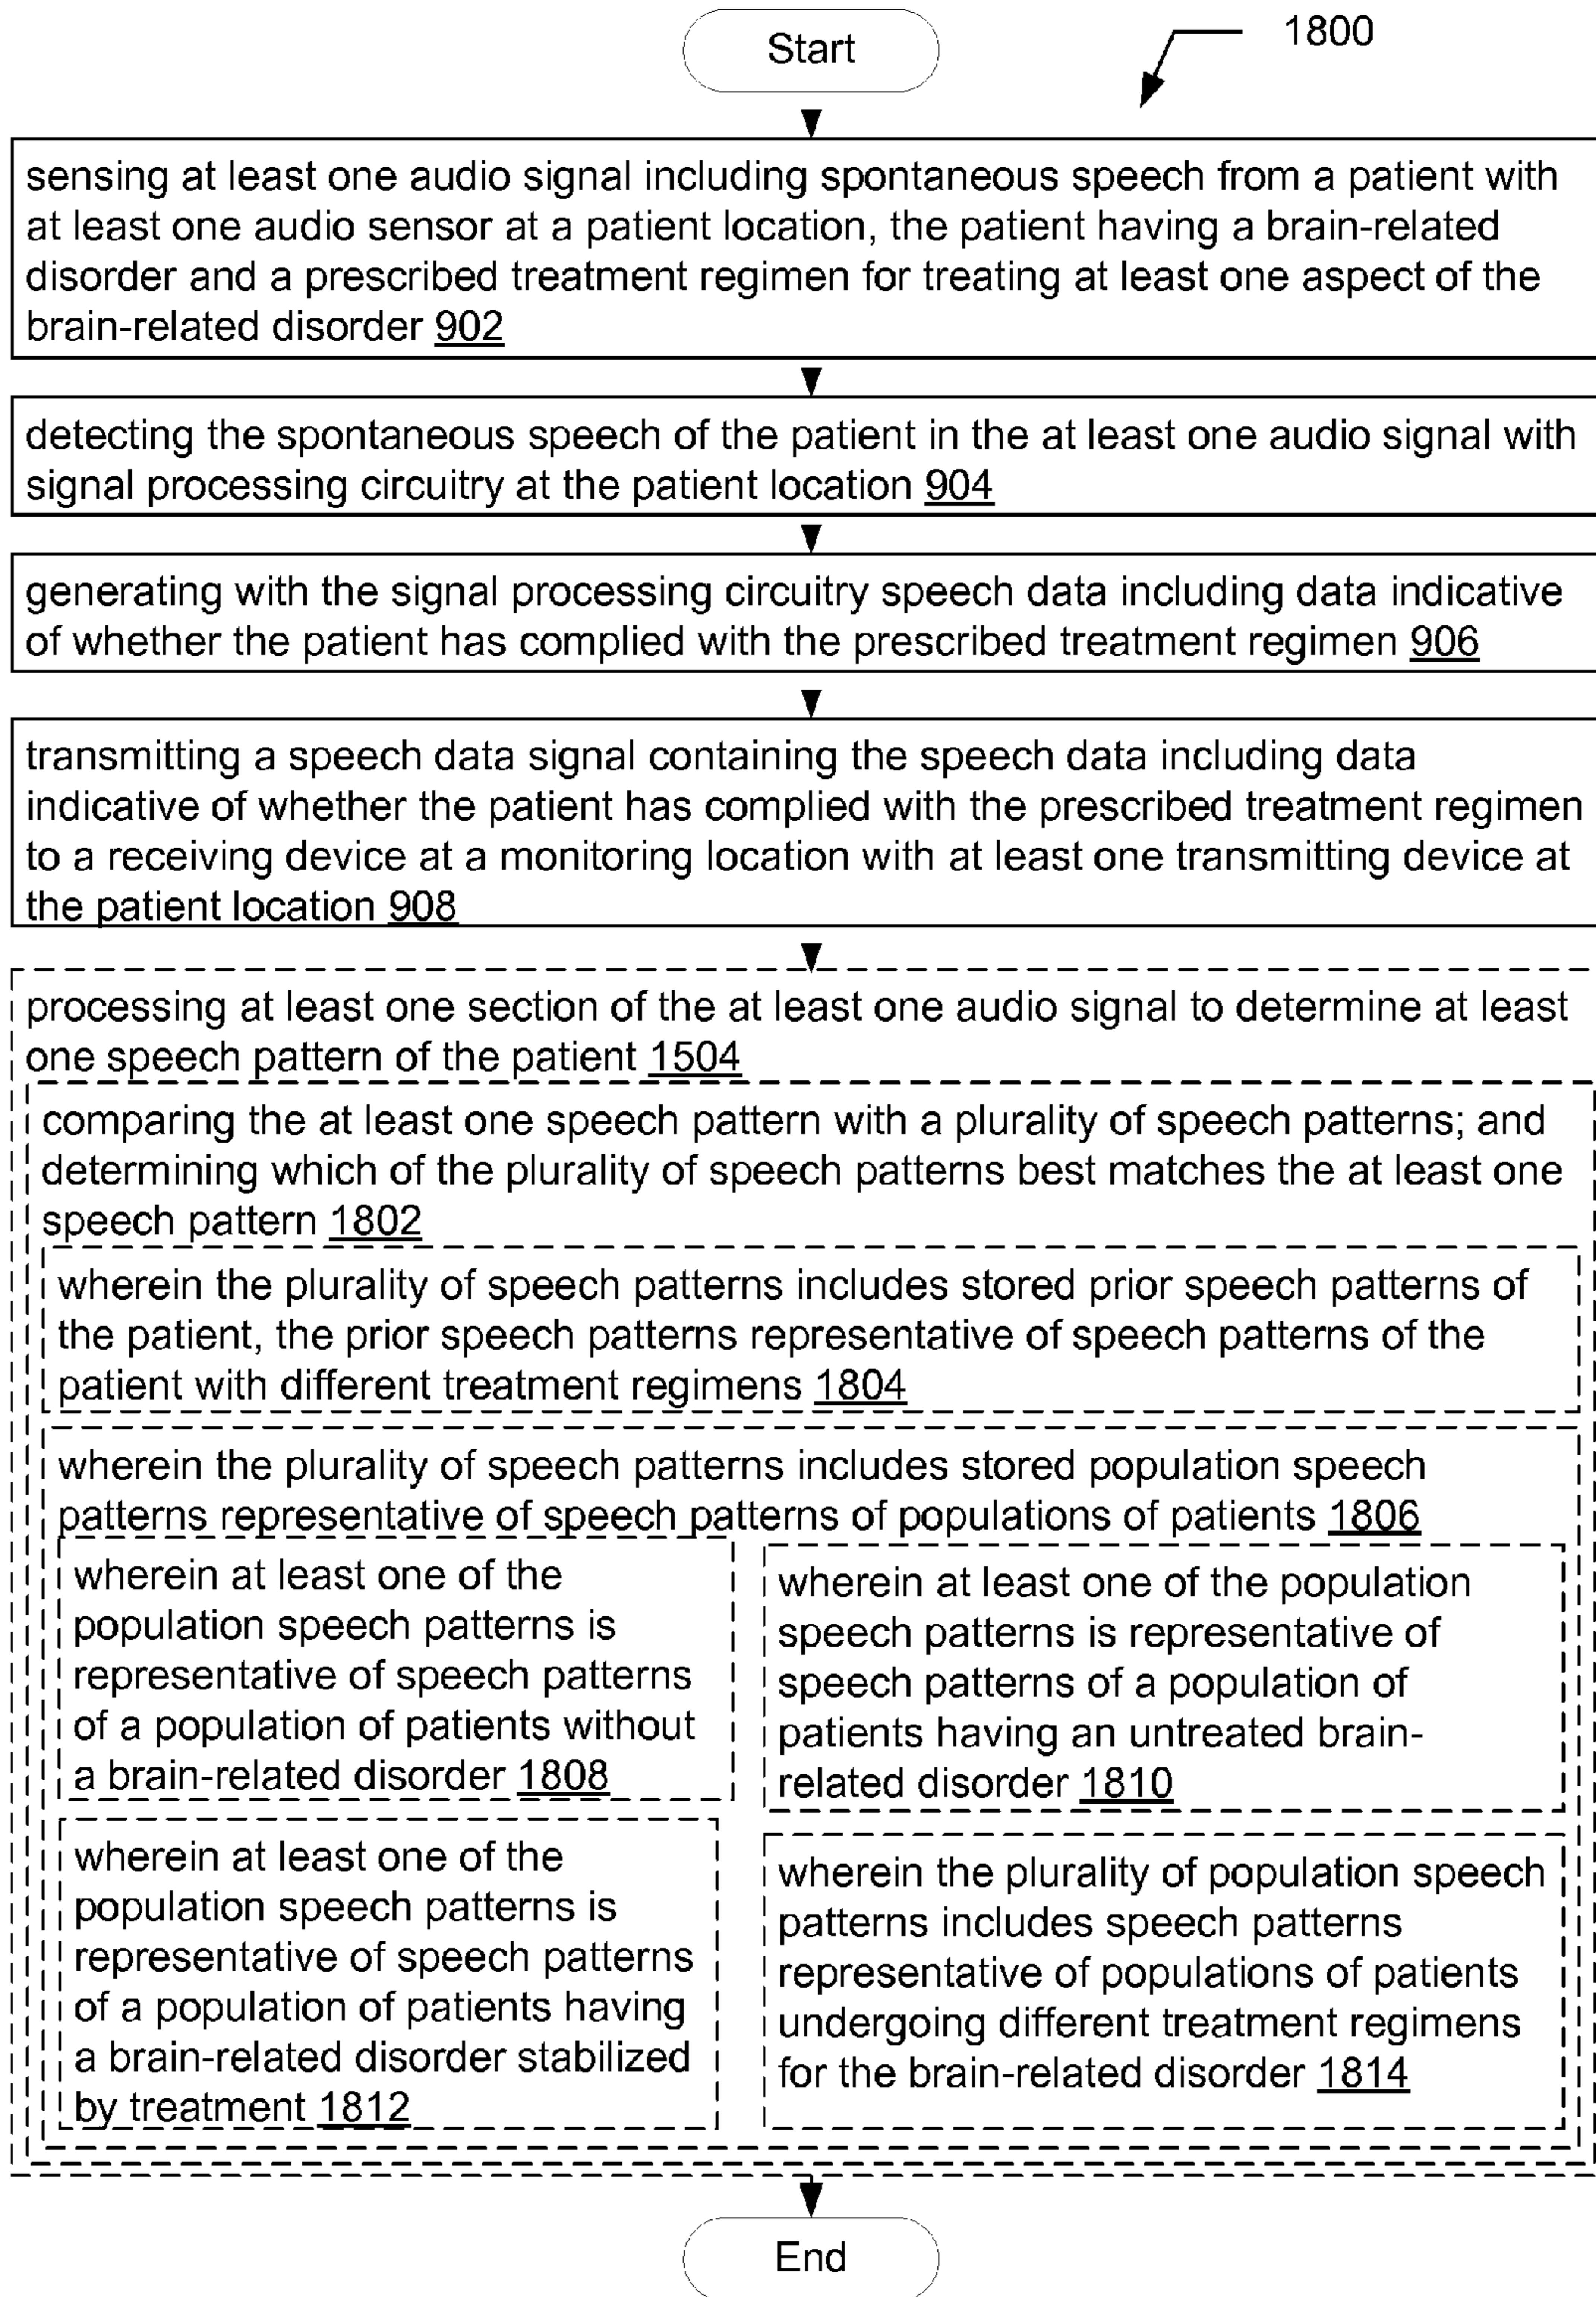 Start
1800
sensing at least one audio signal including spontaneous speech from a patient with
at least one audio sensor at a patient location, the patient having a brain-related
disorder and a prescribed treatment regimen for treating at least one aspect of the
brain-related disorder 902
detecting the spontaneous speech of the patient in the at least one audio signal with
signal processing circuitry at the patient location 904
generating with the signal processing circuitry speech data including data indicative
of whether the patient has complied with the prescribed treatment regimen 906
transmitting a speech data signal containing the speech data including data
indicative of whether the patient has complied with the prescribed treatment regimen
to a receiving device at a monitoring location with at least one transmitting device at
the patient location 908
processing at least one section of the at least one audio signal to determine at least
one speech pattern of the patient 1504
comparing the at least one speech pattern with a plurality of speech patterns; and
determining which of the plurality of speech patterns best matches the at least one
speech pattern 1802
wherein the plurality of speech patterns includes stored prior speech patterns of
the patient, the prior speech patterns representative of speech patterns of the
patient with different treatment regimens 1804
wherein the plurality of speech patterns includes stored population speech
patterns representative of speech patterns of populations of patients 1806
wherein at least one of the
population speech patterns is
representative of speech patterns
of a population of patients without
a brain-related disorder 1808
wherein at least one of the population
speech patterns is representative of
speech patterns of a population of
patients having an untreated brain-
related disorder 1810
wherein at least one of the
population speech patterns is
representative of speech patterns
of a population of patients having
a brain-related disorder stabilized
by treatment 1812
wherein the plurality of population speech
patterns includes speech patterns
representative of populations of patients
undergoing different treatment regimens
for the brain-related disorder 1814
End